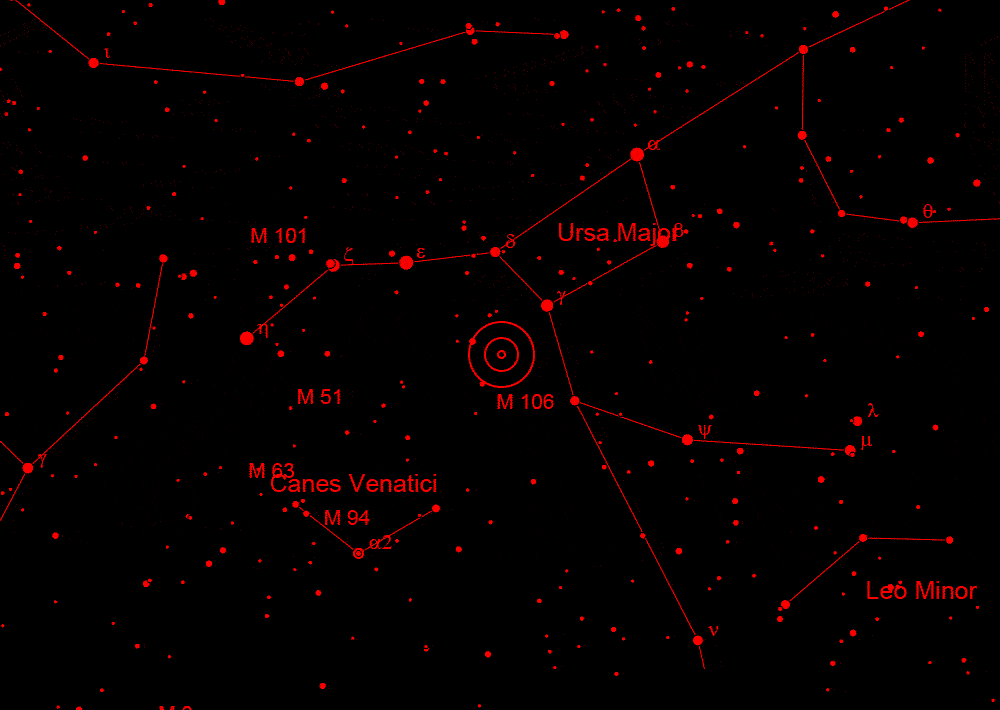 ι
α
θ
Ursa Major β
M 101
δ
ζ ε
γ
η
M 51
M 106
λ
ψ
μ
γ
M 63
Canes Venatici
M 94
α2
Leo Minor
ν